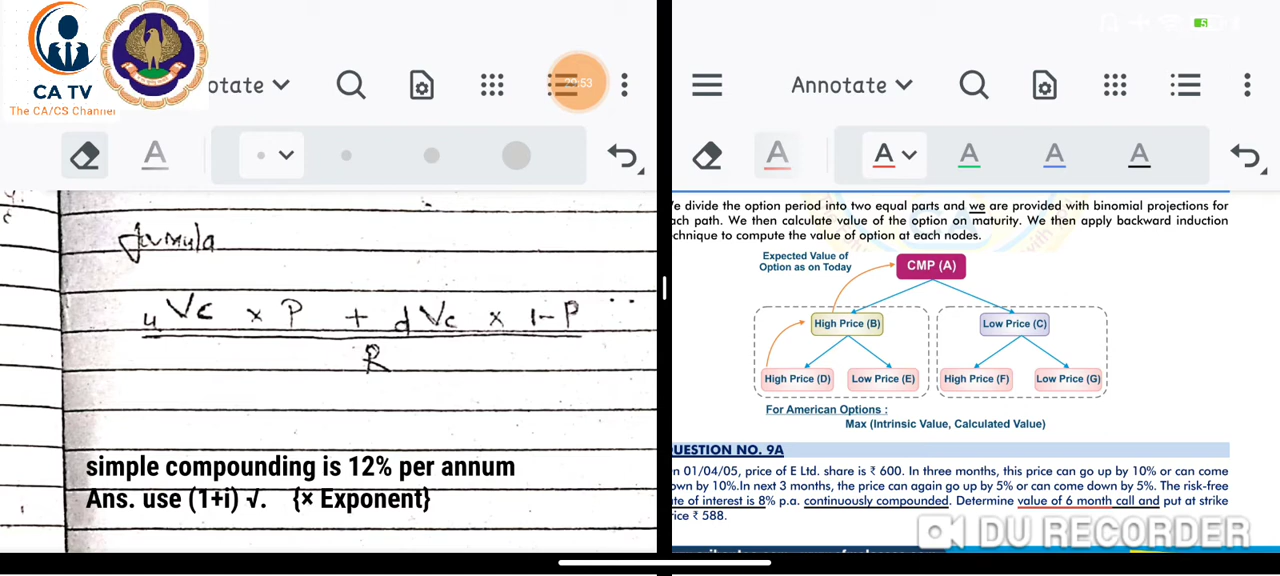 CA TV
The CA/CS Channel
otate
20:53
Annotate
formula
uVc × P + dVc × 1-P
R
simple compounding is 12% per annum
Ans. use (1+i) √. {× Exponent}
e divide the option period into two equal parts and we are provided with binomial projections for
ach path. We then calculate value of the option on maturity. We then apply backward induction
chnique to compute the value of option at each nodes.
Expected Value of
Option as on Today
CMP (A)
High Price (B)
Low Price (C)
High Price (D)
Low Price (E)
High Price (F)
Low Price (G)
For American Options :
Max (Intrinsic Value, Calculated Value)
UESTION NO. 9A
n 01/04/05, price of E Ltd. share is ₹ 600. In three months, this price can go up by 10% or can come
own by 10%.In next 3 months, the price can again go up by 5% or can come down by 5%. The risk-free
te of interest is 8% p.a. continuously compounded. Determine value of 6 month call and put at strike
rice ₹ 588.
DU RECORDER